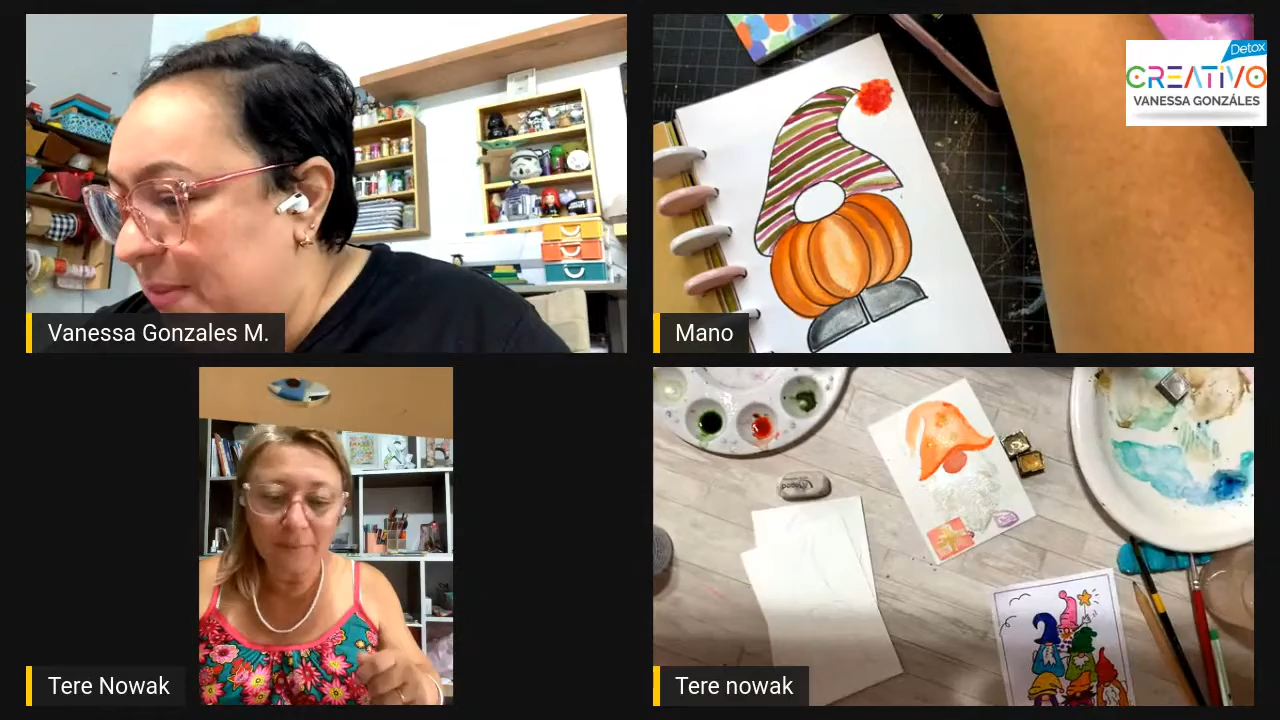 Detox
CREATIVO
VANESSA GONZÁLES
Vanessa Gonzales M.
Mano
Tere Nowak
Tere nowak